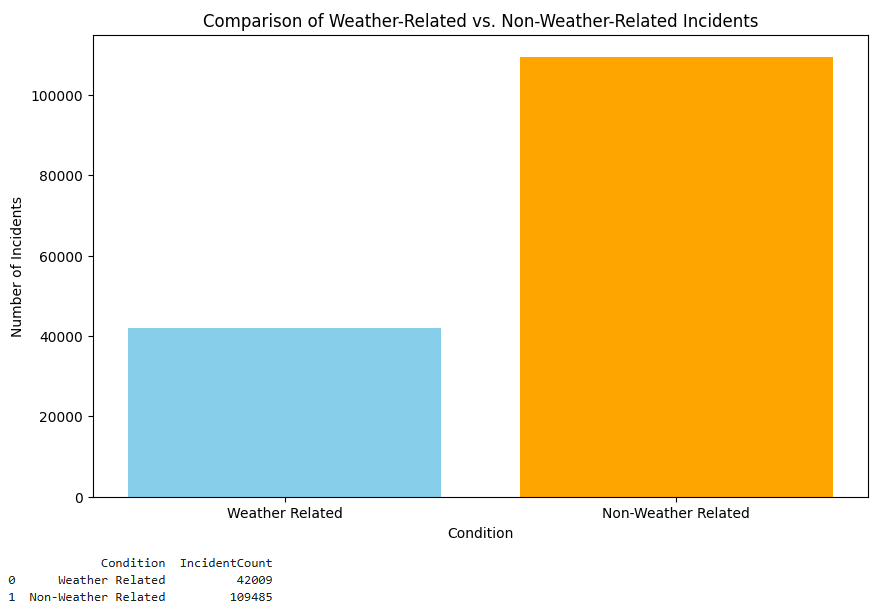 Comparison of Weather-Related vs. Non-Weather-Related Incidents
100000
80000
60000
40000
20000
0
Number of Incidents
Weather Related Non-Weather Related
Condition
Condition IncidentCount
0 Weather Related 42009
1 Non-Weather Related 109485